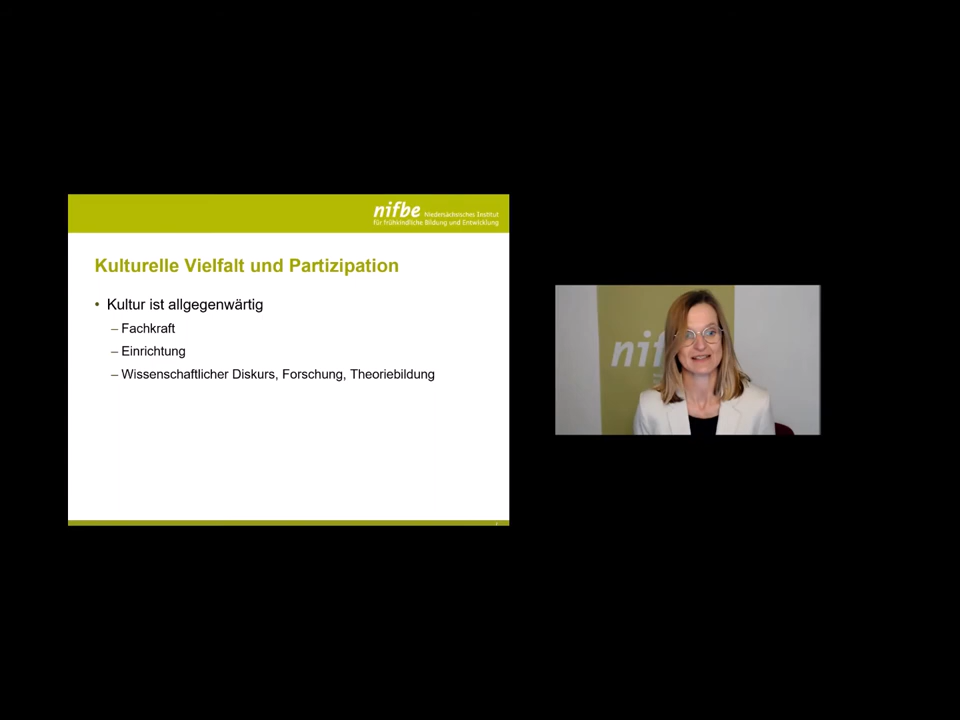 nifbe Niedersächsisches Institut
für frühkindliche Bildung und Entwicklung
Kulturelle Vielfalt und Partizipation
• Kultur ist allgegenwärtig
– Fachkraft
– Einrichtung
– Wissenschaftlicher Diskurs, Forschung, Theoriebildung
nif